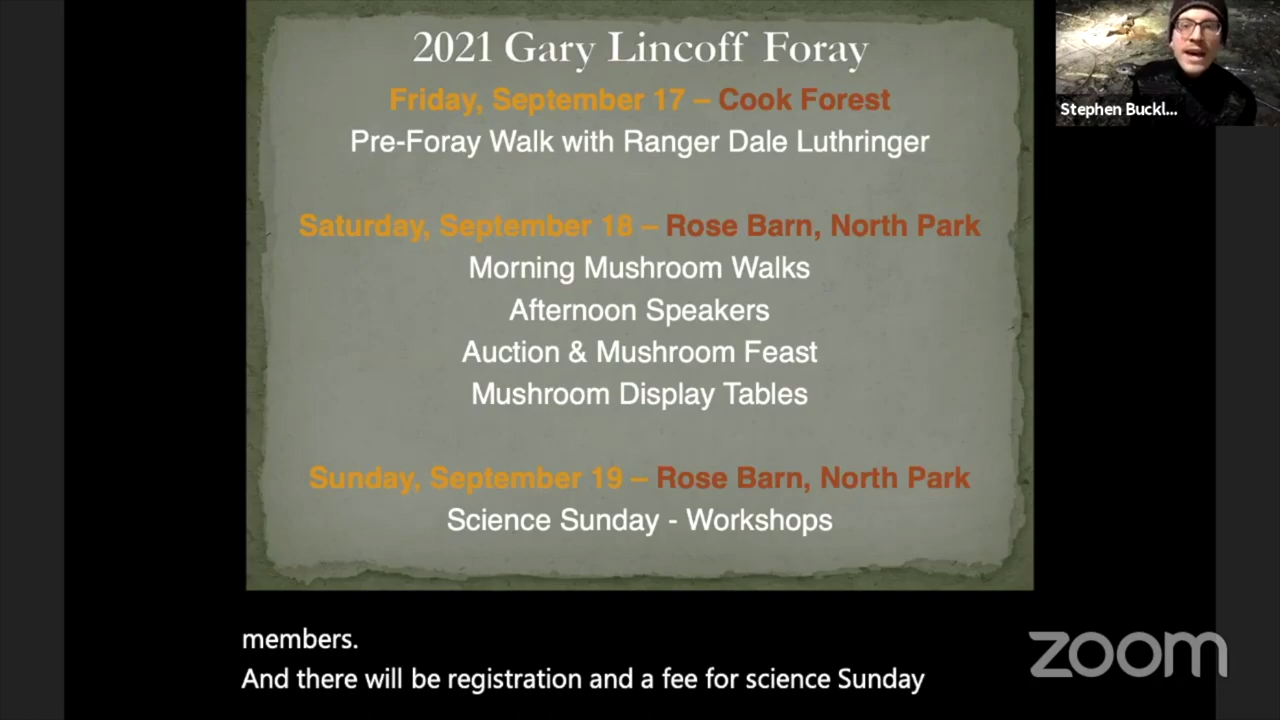 2021 Gary Lincoff Foray
Friday, September 17 – Cook Forest
Pre-Foray Walk with Ranger Dale Luthringer
Saturday, September 18 – Rose Barn, North Park
Morning Mushroom Walks
Afternoon Speakers
Auction & Mushroom Feast
Mushroom Display Tables
Sunday, September 19 – Rose Barn, North Park
Science Sunday - Workshops
Stephen Buckl...
members.
And there will be registration and a fee for science Sunday
zoom